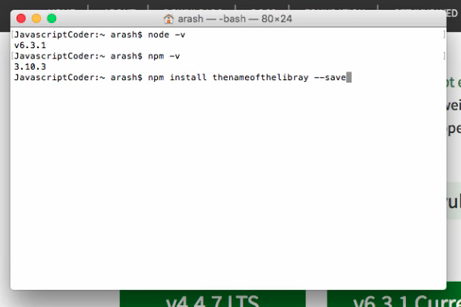 arash — -bash — 80×24
[JavascriptCoder:~ arash$ node -v
v6.3.1
[JavascriptCoder:~ arash$ npm -v
3.10.3
JavascriptCoder:~ arash$ npm install thenameofthelibray --save
v4.4.7 LTS
v6.3.1 Curre